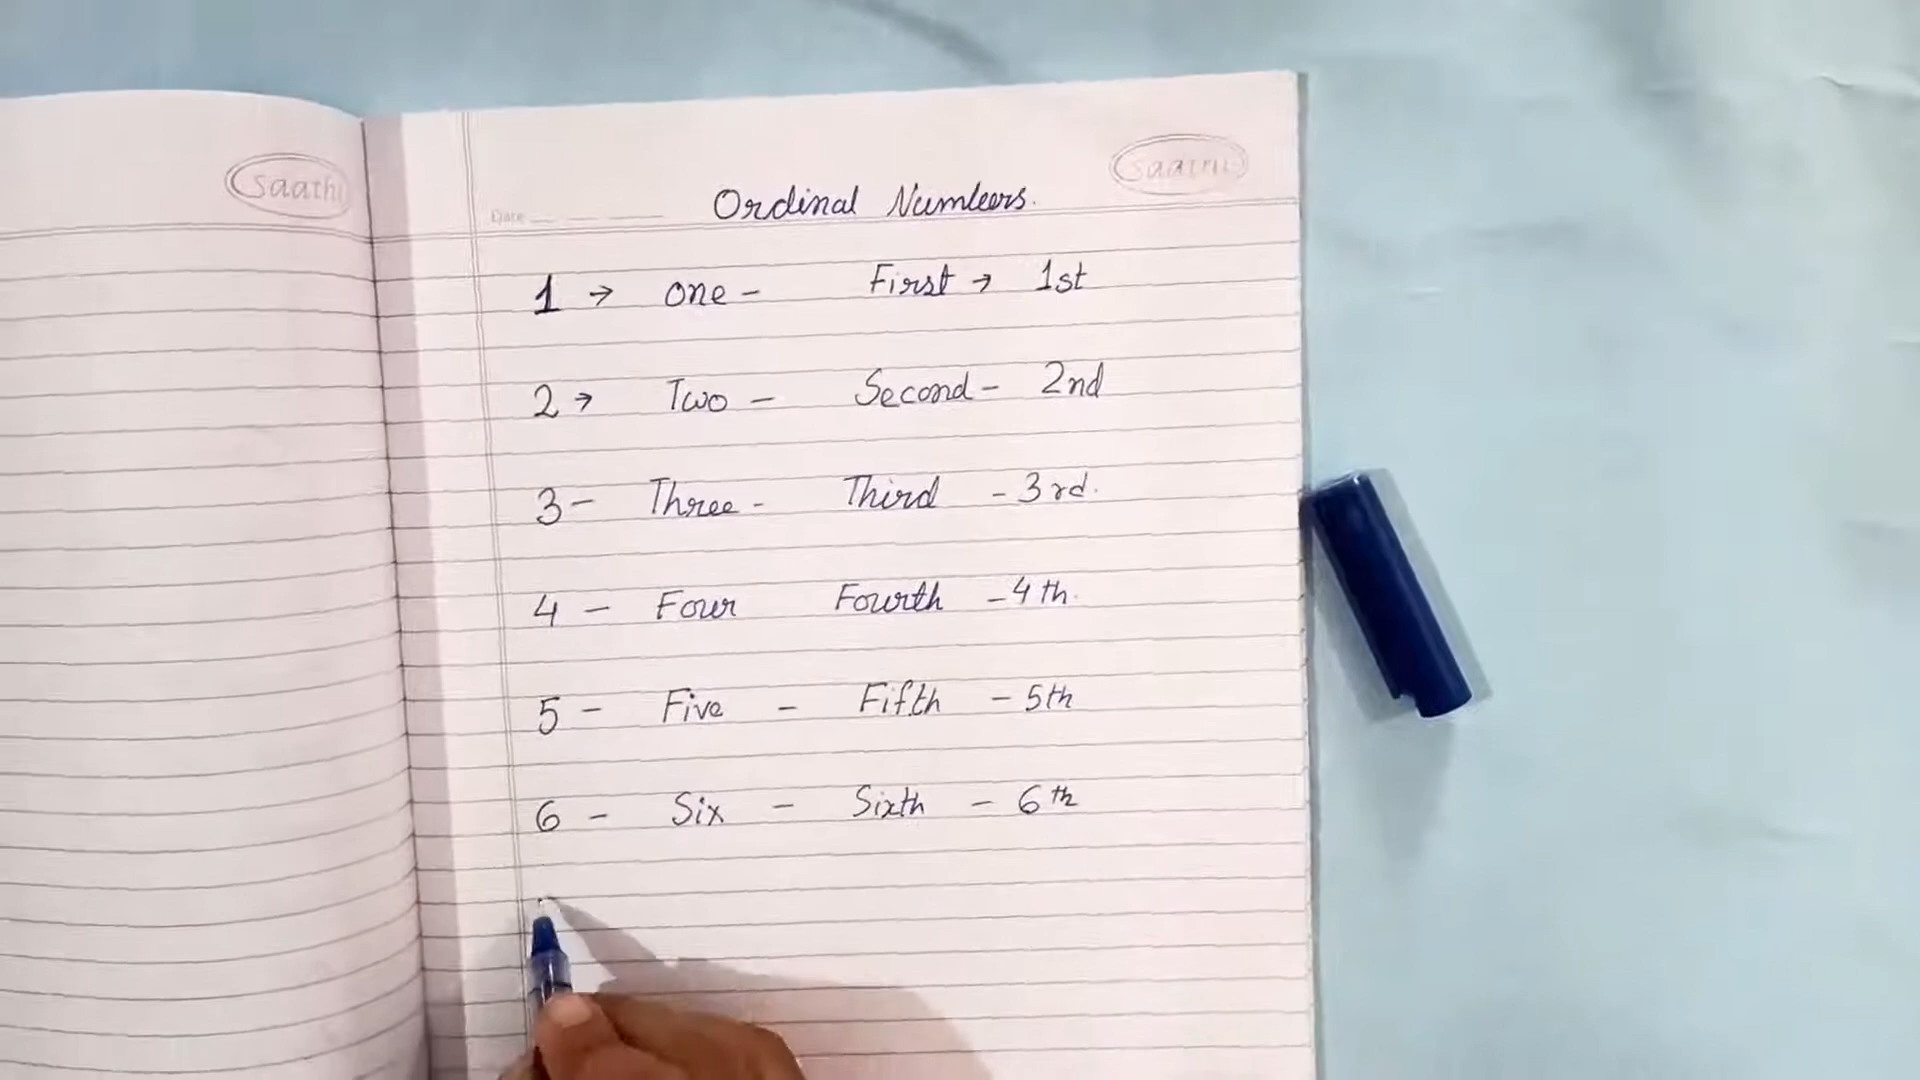 Saathi
Saathi
Date
Ordinal Numbers.
1 → One - First → 1st
2 → Two - Second - 2nd
3 - Three - Third - 3rd.
4 - Four Fourth - 4th.
5 - Five - Fifth - 5th
6 - Six - Sixth - 6th